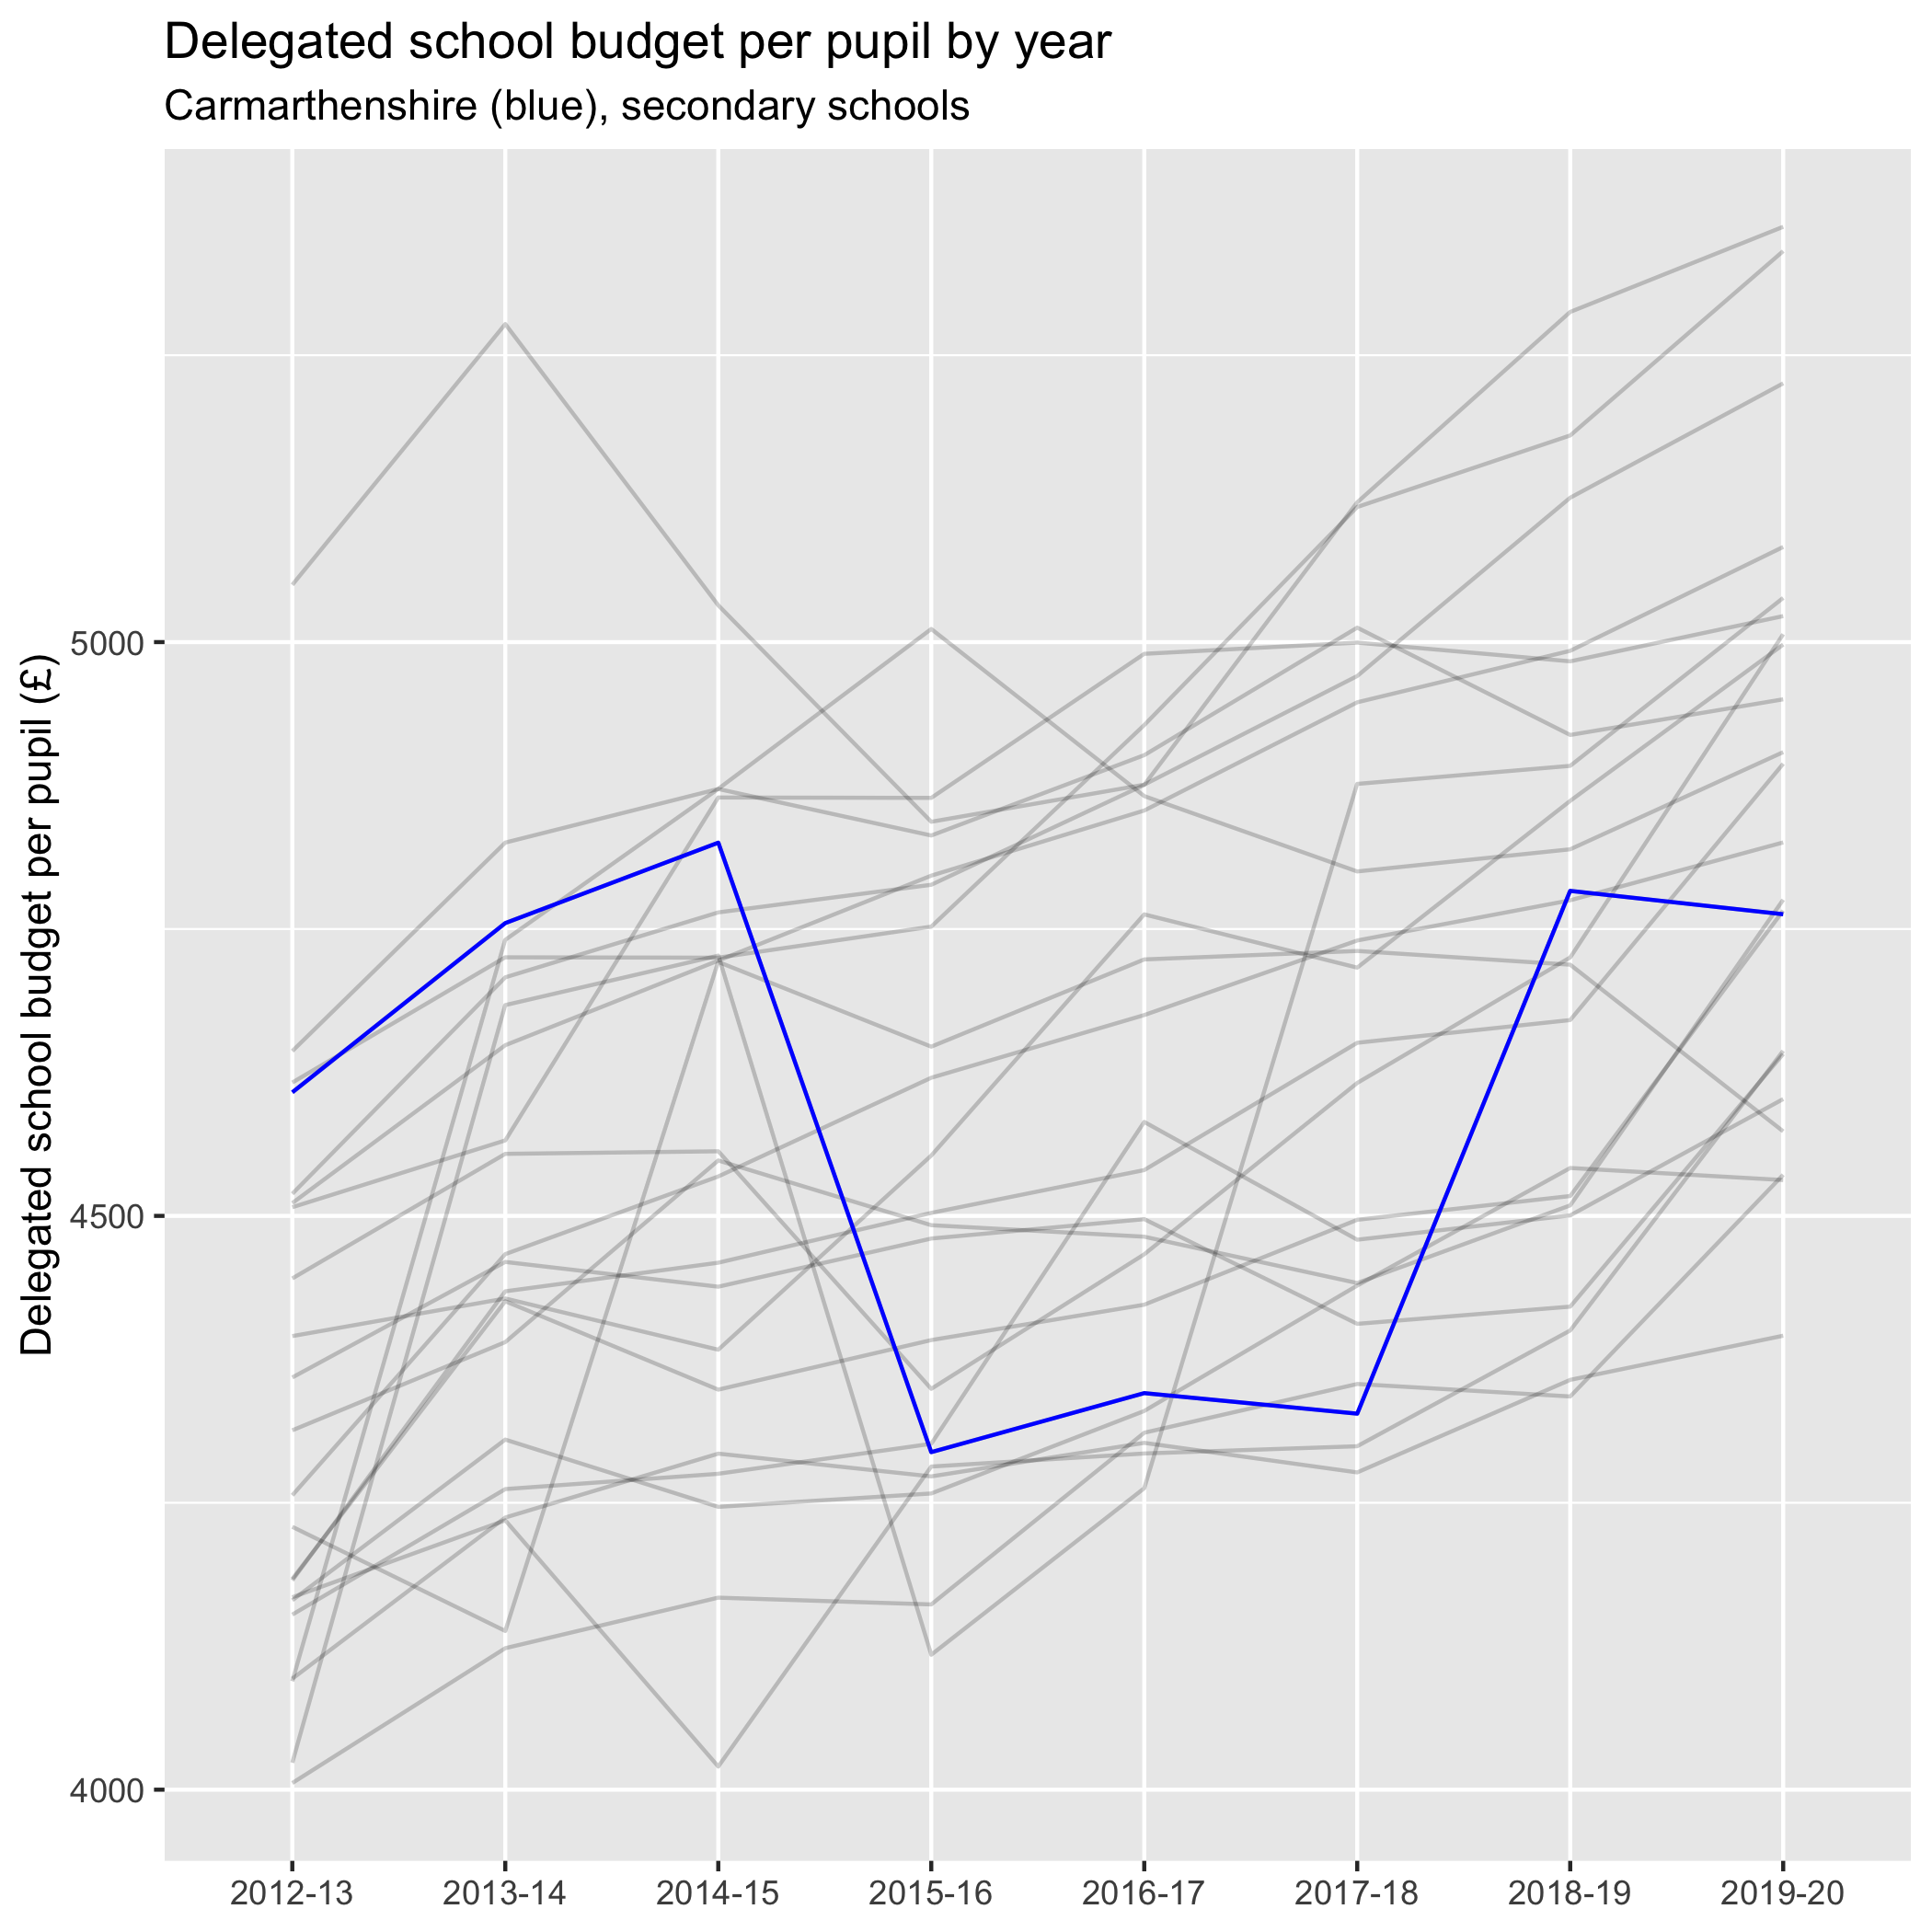 Delegated school budget per pupil by year
Carmarthenshire (blue), secondary schools
Delegated school budget per pupil (£)
5000
4500
4000
2012-13 2013-14 2014-15 2015-16 2016-17 2017-18 2018-19 2019-20